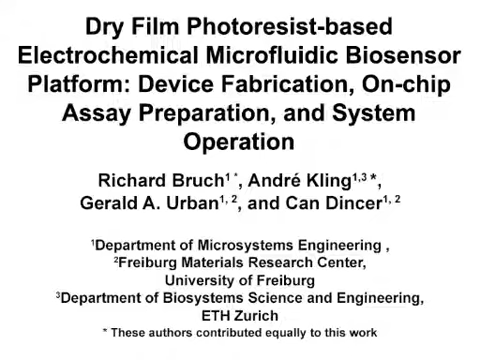 Dry Film Photoresist-based
Electrochemical Microfluidic Biosensor
Platform: Device Fabrication, On-chip
Assay Preparation, and System
Operation
Richard Bruch¹ *, André Kling¹,³ *,
Gerald A. Urban¹, ², and Can Dincer¹, ²
¹Department of Microsystems Engineering ,
²Freiburg Materials Research Center,
University of Freiburg
³Department of Biosystems Science and Engineering,
ETH Zurich
* These authors contributed equally to this work